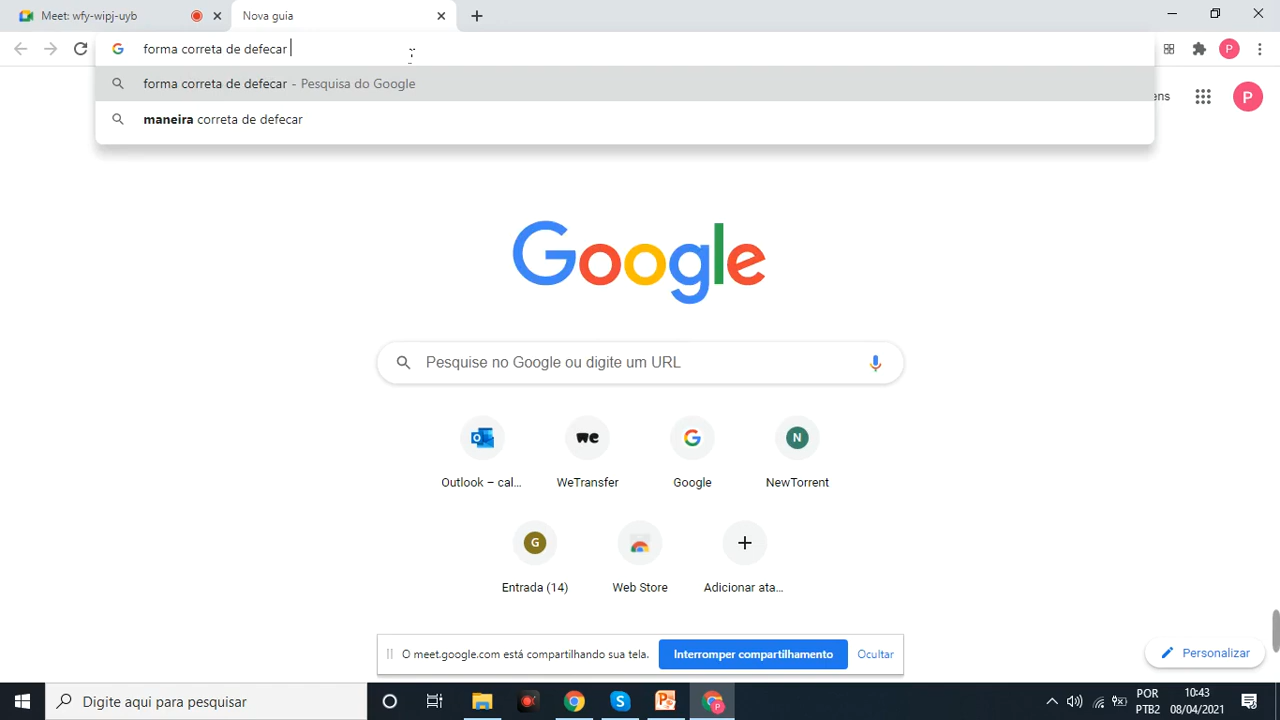 Meet: wfy-wipj-uyb
Nova guia
forma correta de defecar
P
forma correta de defecar - Pesquisa do Google
maneira correta de defecar
ens
P
Google
Pesquise no Google ou digite um URL
we
N
Outlook – cal...
WeTransfer
Google
NewTorrent
G
Entrada (14)
Web Store
Adicionar ata...
O meet.google.com está compartilhando sua tela.
Interromper compartilhamento
Ocultar
Personalizar
Digite aqui para pesquisar
POR
PTB2
10:43
08/04/2021